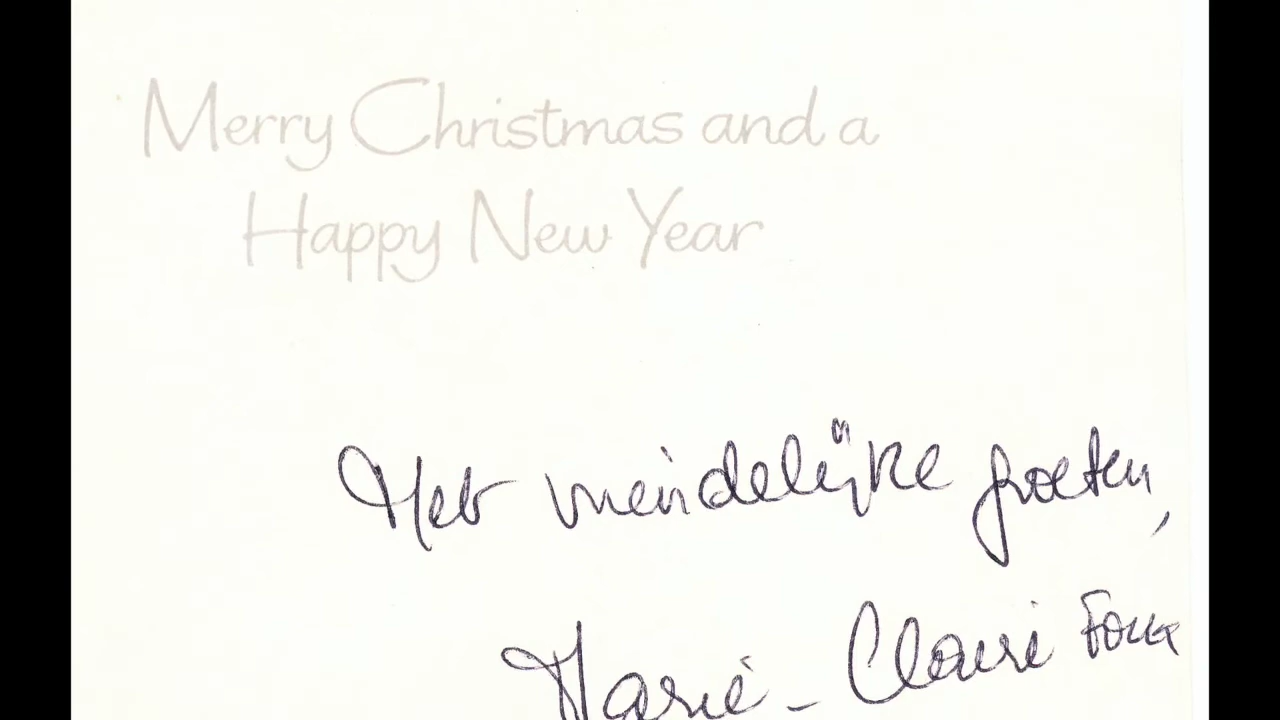 Merry Christmas and a
Happy New Year
Met vriendelijke groeten,
Marie-Claire